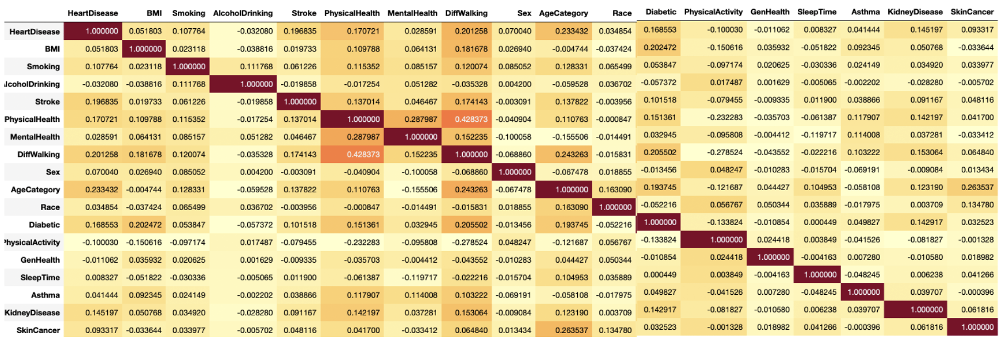 HeartDisease BMI Smoking AlcoholDrinking Stroke PhysicalHealth MentalHealth DiffWalking Sex AgeCategory Race Diabetic PhysicalActivity GenHealth SleepTime Asthma KidneyDisease SkinCancer
HeartDisease 1.000000 0.051803 0.107764 -0.032080 0.196835 0.170721 0.028591 0.201258 0.070040 0.233432 0.034854 0.168553 -0.100030 -0.011062 0.008327 0.041444 0.145197 0.093317
BMI 0.051803 1.000000 0.023118 -0.038816 0.019733 0.109788 0.064131 0.181678 0.026940 -0.004744 -0.037424 0.202472 -0.150616 0.035932 -0.051822 0.092345 0.050768 -0.033644
Smoking 0.107764 0.023118 1.000000 0.111768 0.061226 0.115352 0.085157 0.120074 0.085052 0.128331 0.065499 0.053847 -0.097174 0.020625 -0.030336 0.024149 0.034920 0.033977
lcoholDrinking -0.032080 -0.038816 0.111768 1.000000 -0.019858 -0.017254 0.051282 -0.035328 0.004200 -0.059528 0.036702 -0.057372 0.017487 0.001629 -0.005065 -0.002202 -0.028280 -0.005702
Stroke 0.196835 0.019733 0.061226 -0.019858 1.000000 0.137014 0.046467 0.174143 -0.003091 0.137822 -0.003956 0.101518 -0.079455 -0.009335 0.011900 0.038866 0.091167 0.048116
PhysicalHealth 0.170721 0.109788 0.115352 -0.017254 0.137014 1.000000 0.287987 0.428373 -0.040904 0.110763 -0.000847 0.151361 -0.232283 -0.035703 -0.061387 0.117907 0.142197 0.041700
MentalHealth 0.028591 0.064131 0.085157 0.051282 0.046467 0.287987 1.000000 0.152235 -0.100058 -0.155506 -0.014491 0.032945 -0.095808 -0.004412 -0.119717 0.114008 0.037281 -0.033412
DiffWalking 0.201258 0.181678 0.120074 -0.035328 0.174143 0.428373 0.152235 1.000000 -0.068860 0.243263 -0.015831 0.205502 -0.278524 -0.043552 -0.022216 0.103222 0.153064 0.064840
Sex 0.070040 0.026940 0.085052 0.004200 -0.003091 -0.040904 -0.100058 -0.068860 1.000000 -0.067478 0.018855 -0.013456 0.048247 -0.010283 -0.015704 -0.069191 -0.009084 0.013434
AgeCategory 0.233432 -0.004744 0.128331 -0.059528 0.137822 0.110763 -0.155506 0.243263 -0.067478 1.000000 0.163090 0.193745 -0.121687 0.044427 0.104953 -0.058108 0.123190 0.263537
Race 0.034854 -0.037424 0.065499 0.036702 -0.003956 -0.000847 -0.014491 -0.015831 0.018855 0.163090 1.000000 -0.052216 0.056767 0.050344 0.035889 -0.017975 0.003709 0.134780
Diabetic 0.168553 0.202472 0.053847 -0.057372 0.101518 0.151361 0.032945 0.205502 -0.013456 0.193745 -0.052216 1.000000 -0.133824 -0.010854 0.000449 0.049827 0.142917 0.032523
PhysicalActivity -0.100030 -0.150616 -0.097174 0.017487 -0.079455 -0.232283 -0.095808 -0.278524 0.048247 -0.121687 0.056767 -0.133824 1.000000 0.024418 0.003849 -0.041526 -0.081827 -0.001328
GenHealth -0.011062 0.035932 0.020625 0.001629 -0.009335 -0.035703 -0.004412 -0.043552 -0.010283 0.044427 0.050344 -0.010854 0.024418 1.000000 -0.004163 0.007280 -0.010580 0.018982
SleepTime 0.008327 -0.051822 -0.030336 -0.005065 0.011900 -0.061387 -0.119717 -0.022216 -0.015704 0.104953 0.035889 0.000449 0.003849 -0.004163 1.000000 -0.048245 0.006238 0.041266
Asthma 0.041444 0.092345 0.024149 -0.002202 0.038866 0.117907 0.114008 0.103222 -0.069191 -0.058108 -0.017975 0.049827 -0.041526 0.007280 -0.048245 1.000000 0.039707 -0.000396
KidneyDisease 0.145197 0.050768 0.034920 -0.028280 0.091167 0.142197 0.037281 0.153064 -0.009084 0.123190 0.003709 0.142917 -0.081827 -0.010580 0.006238 0.039707 1.000000 0.061816
SkinCancer 0.093317 -0.033644 0.033977 -0.005702 0.048116 0.041700 -0.033412 0.064840 0.013434 0.263537 0.134780 0.032523 -0.001328 0.018982 0.041266 -0.000396 0.061816 1.000000